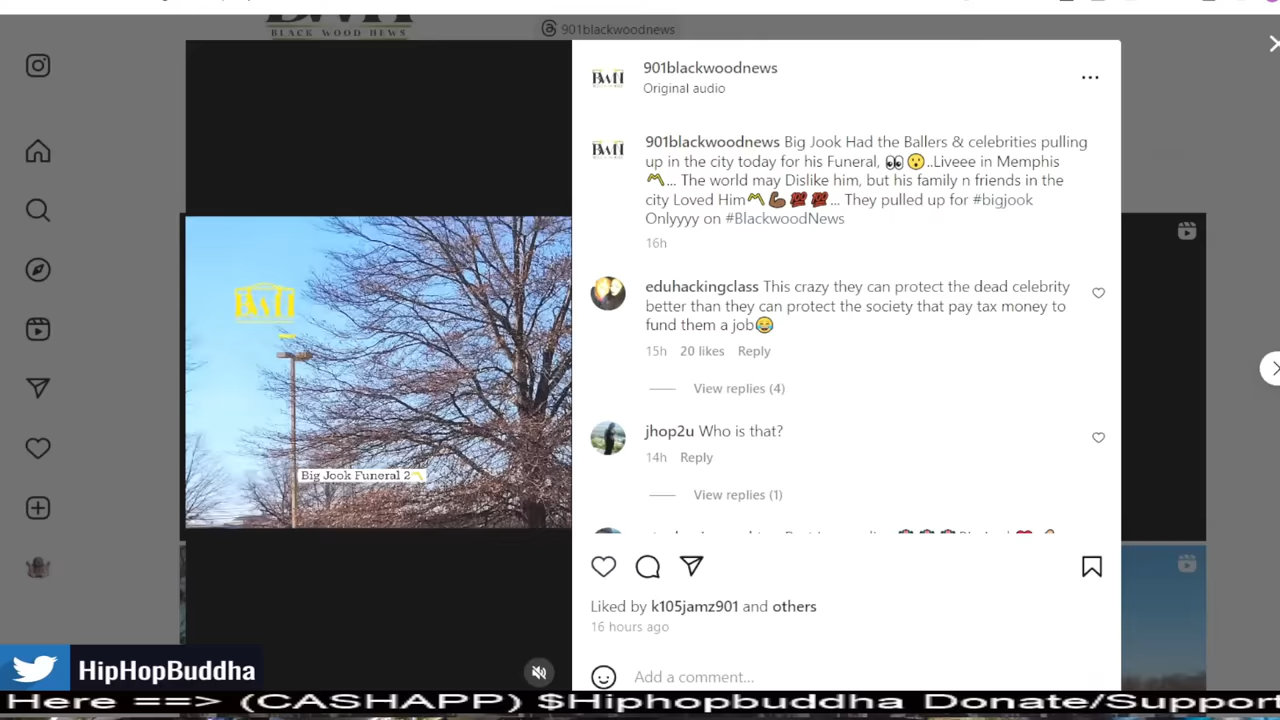 BLACK WOOD NEWS
901blackwoodnews
901blackwoodnews
Original audio
901blackwoodnews Big Jook Had the Ballers & celebrities pulling
up in the city today for his Funeral, 👀😮..Liveee in Memphis
〽️... The world may Dislike him, but his family n friends in the
city Loved Him〽️💪🏾💯💯... They pulled up for #bigjook
Onlyyyy on #BlackwoodNews
16h
eduhackingclass This crazy they can protect the dead celebrity
better than they can protect the society that pay tax money to
fund them a job😂
15h 20 likes Reply
View replies (4)
jhop2u Who is that?
14h Reply
View replies (1)
Big Jook Funeral 2〽️
Liked by k105jamz901 and others
16 hours ago
Add a comment...
HipHopBuddha
Here ==> (CASHAPP) $Hiphopbuddha Donate/Suppor